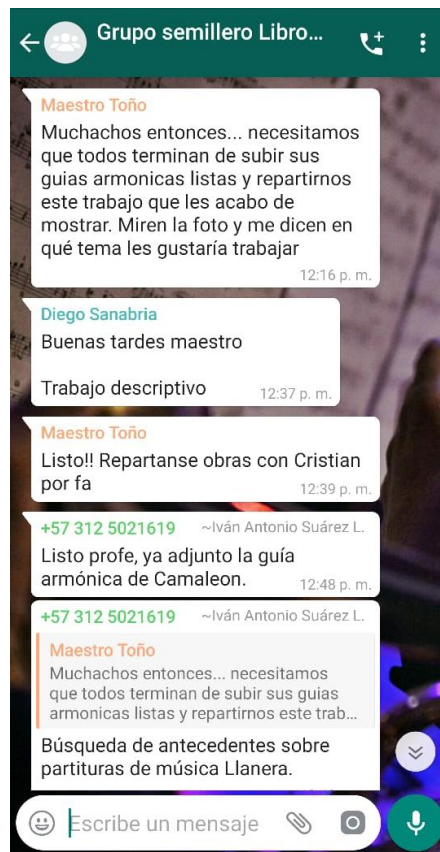 Grupo semillero Libro...
Maestro Toño
Muchachos entonces... necesitamos
que todos terminan de subir sus
guias armonicas listas y repartirnos
este trabajo que les acabo de
mostrar. Miren la foto y me dicen en
qué tema les gustaría trabajar
12:16 p. m.
Diego Sanabria
Buenas tardes maestro
Trabajo descriptivo 12:37 p. m.
Maestro Toño
Listo!! Repartanse obras con Cristian
por fa 12:39 p. m.
+57 312 5021619 ~Iván Antonio Suárez L.
Listo profe, ya adjunto la guía
armónica de Camaleon. 12:48 p. m.
+57 312 5021619 ~Iván Antonio Suárez L.
Maestro Toño
Muchachos entonces... necesitamos
que todos terminan de subir sus guias
armonicas listas y repartirnos este trab...
Búsqueda de antecedentes sobre
partituras de música Llanera.
Escribe un mensaje